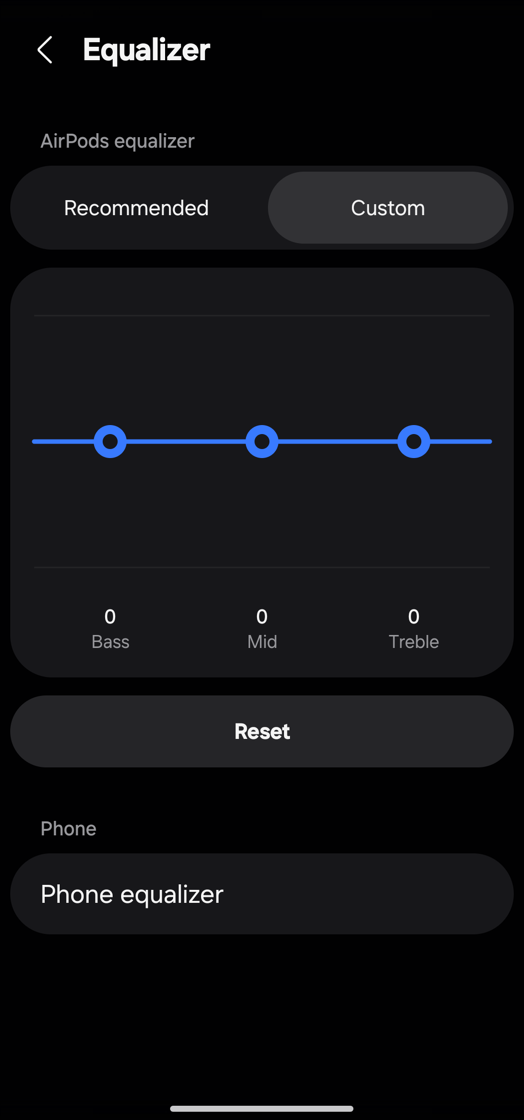 Equalizer
AirPods equalizer
Recommended
Custom
0 0 0
Bass Mid Treble
Reset
Phone
Phone equalizer